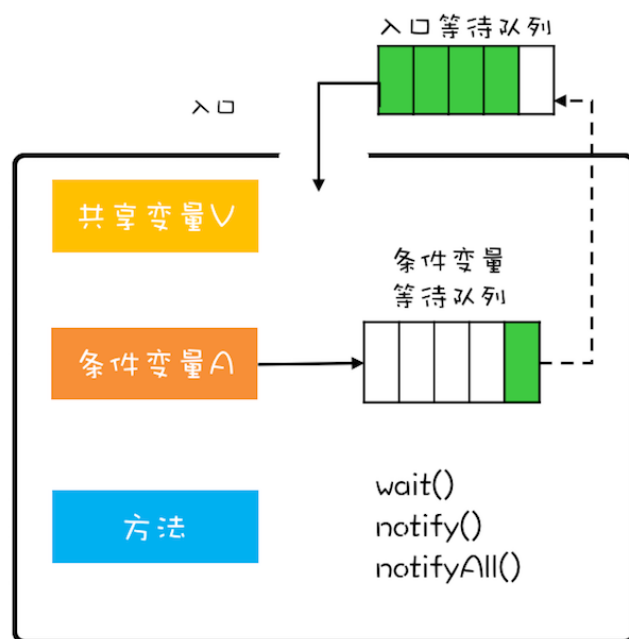 入口等待队列
入口
共享变量V
条件变量
等待队列
条件变量A
方法
wait()
notify()
notifyAll()